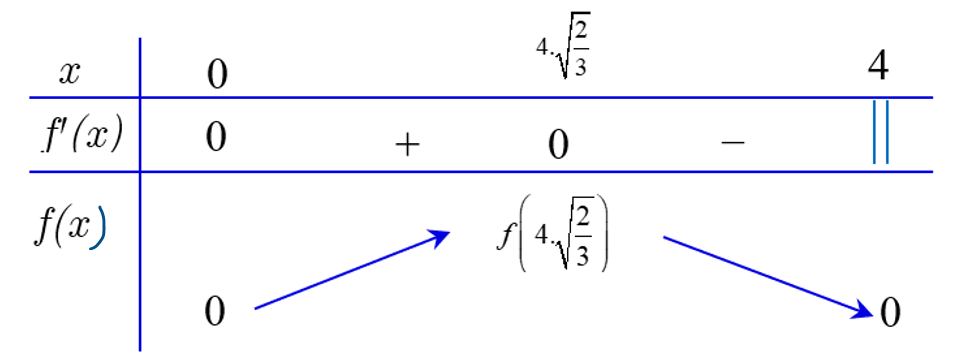 x 0 4.√(2/3) 4
f'(x) 0 + 0 − ||
f(x) 0 f(4.√(2/3)) 0